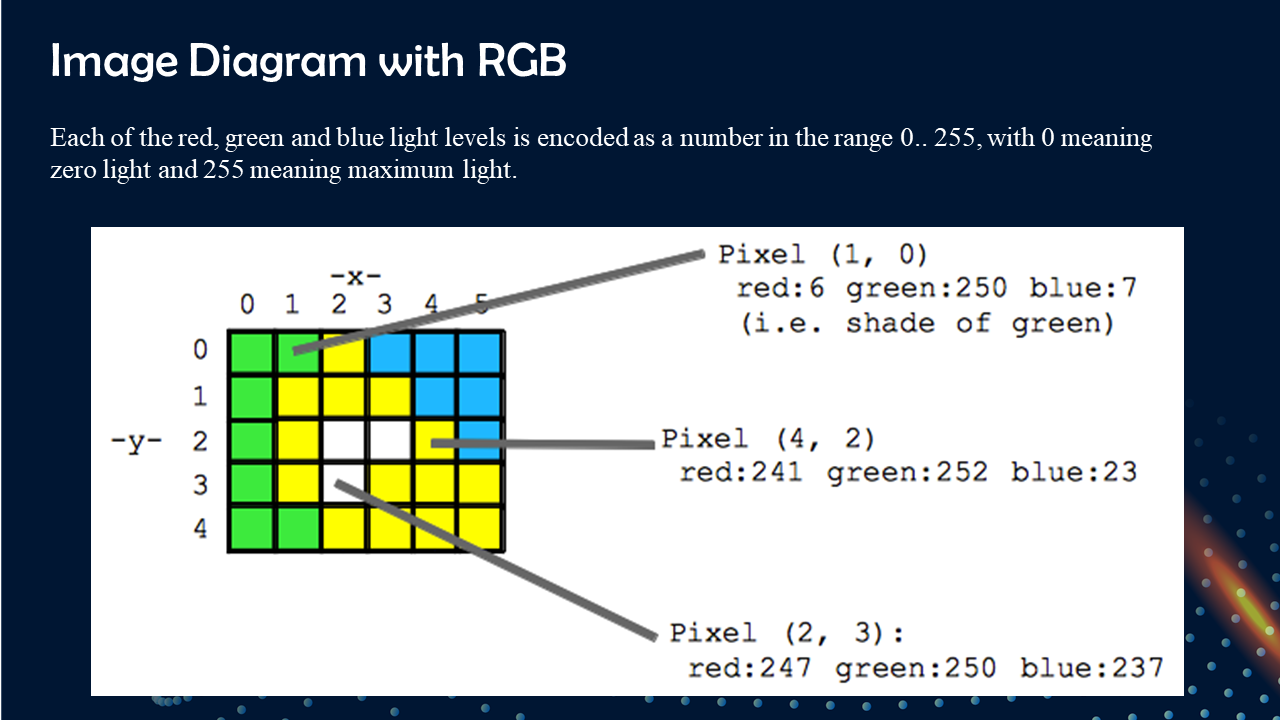 Image Diagram with RGB
Each of the red, green and blue light levels is encoded as a number in the range 0.. 255, with 0 meaning
zero light and 255 meaning maximum light.
Pixel (1, 0)
red:6 green:250 blue:7
(i.e. shade of green)
-x-
0 1 2 3 4 5
0
1
-y- 2
3
4
Pixel (4, 2)
red:241 green:252 blue:23
Pixel (2, 3):
red:247 green:250 blue:237